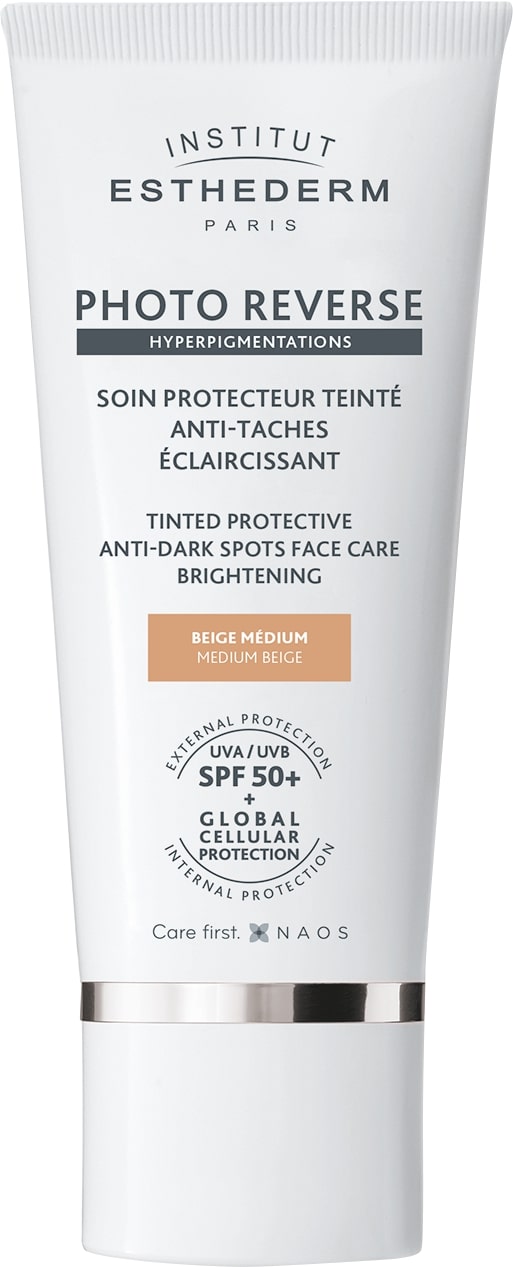 INSTITUT
ESTHEDERM
PARIS
PHOTO REVERSE
HYPERPIGMENTATIONS
SOIN PROTECTEUR TEINTÉ
ANTI-TACHES
ÉCLAIRCISSANT
TINTED PROTECTIVE
ANTI-DARK SPOTS FACE CARE
BRIGHTENING
BEIGE MÉDIUM
MEDIUM BEIGE
EXTERNAL PROTECTION
UVA / UVB
SPF 50+
+
GLOBAL
CELLULAR
PROTECTION
INTERNAL PROTECTION
Care first. NAOS